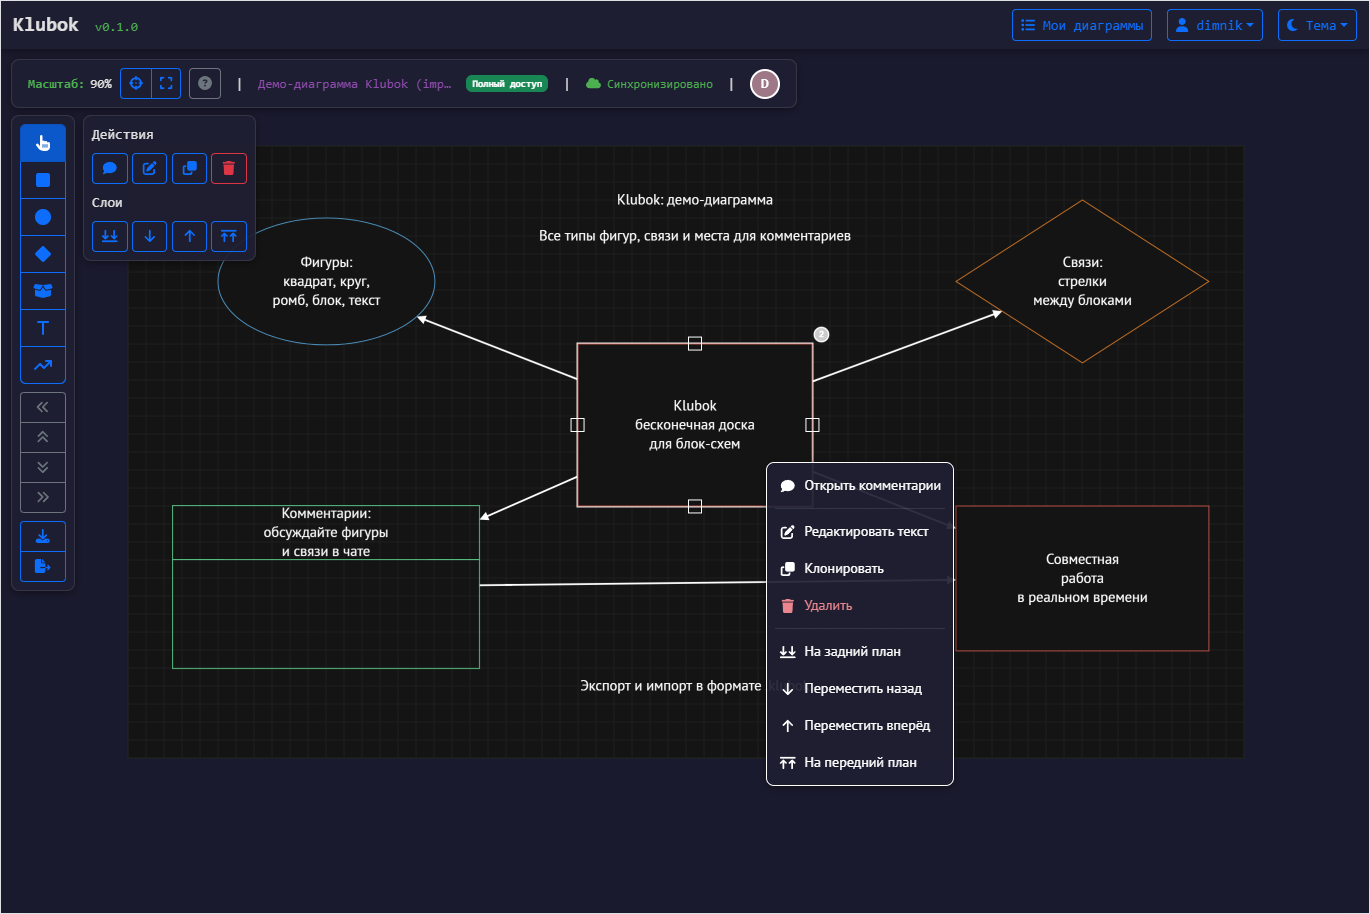 Klubok v0.1.0
Мои диаграммы
dimnik
Тема
Масштаб: 90%
?
|
Демо-диаграмма Klubok (imp…
Полный доступ
|
Синхронизировано
|
D
Действия
Слои
T
Klubok: демо-диаграмма
Все типы фигур, связи и места для комментариев
Фигуры:
квадрат, круг,
ромб, блок, текст
Связи:
стрелки
между блоками
2
Klubok
бесконечная доска
для блок-схем
Комментарии:
обсуждайте фигуры
и связи в чате
Совместная
работа
в реальном времени
Экспорт и импорт в формате
Открыть комментарии
Редактировать текст
Клонировать
Удалить
На задний план
Переместить назад
Переместить вперёд
На передний план